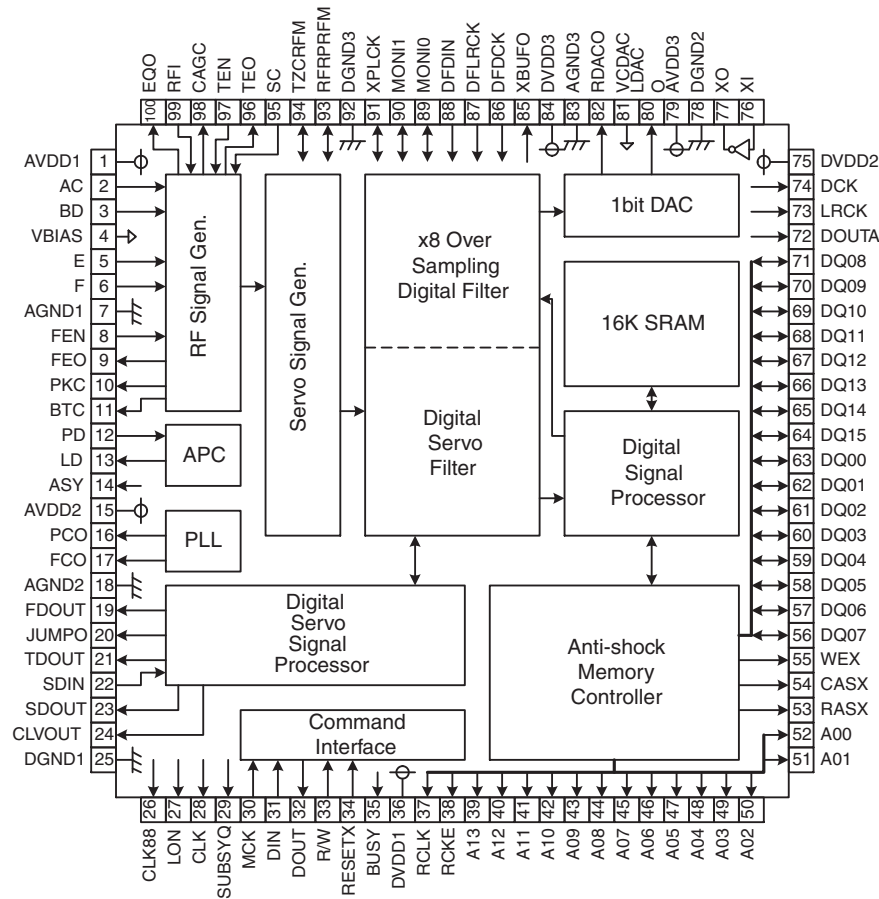 EQO
RFI
CAGC
TEN
TEO
SC
TZCRFM
RFRPRFM
DGND3
XPLCK
MONI1
MONI0
DFDIN
DFLRCK
DFDCK
XBUFO
DVDD3
AGND3
RDACO
VCDAC
LDAC
O
AVDD3
DGND2
XO
XI
100
99
98
97
96
95
94
93
92
91
90
89
88
87
86
85
84
83
82
81
80
79
78
77
76
AVDD1 1
AC 2
BD 3
VBIAS 4
E 5
F 6
AGND1 7
FEN 8
FEO 9
PKC 10
BTC 11
PD 12
LD 13
ASY 14
AVDD2 15
PCO 16
FCO 17
AGND2 18
FDOUT 19
JUMPO 20
TDOUT 21
SDIN 22
SDOUT 23
CLVOUT 24
DGND1 25
RF Signal Gen.
Servo Signal Gen.
x8 Over
Sampling
Digital Filter
Digital
Servo
Filter
1bit DAC
16K SRAM
Digital
Signal
Processor
APC
PLL
Digital
Servo
Signal
Processor
Anti-shock
Memory
Controller
Command
Interface
75 DVDD2
74 DCK
73 LRCK
72 DOUTA
71 DQ08
70 DQ09
69 DQ10
68 DQ11
67 DQ12
66 DQ13
65 DQ14
64 DQ15
63 DQ00
62 DQ01
61 DQ02
60 DQ03
59 DQ04
58 DQ05
57 DQ06
56 DQ07
55 WEX
54 CASX
53 RASX
52 A00
51 A01
26
27
28
29
30
31
32
33
34
35
36
37
38
39
40
41
42
43
44
45
46
47
48
49
50
CLK88
LON
CLK
SUBSYQ
MCK
DIN
DOUT
R/W
RESETX
BUSY
DVDD1
RCLK
RCKE
A13
A12
A11
A10
A09
A08
A07
A06
A05
A04
A03
A02